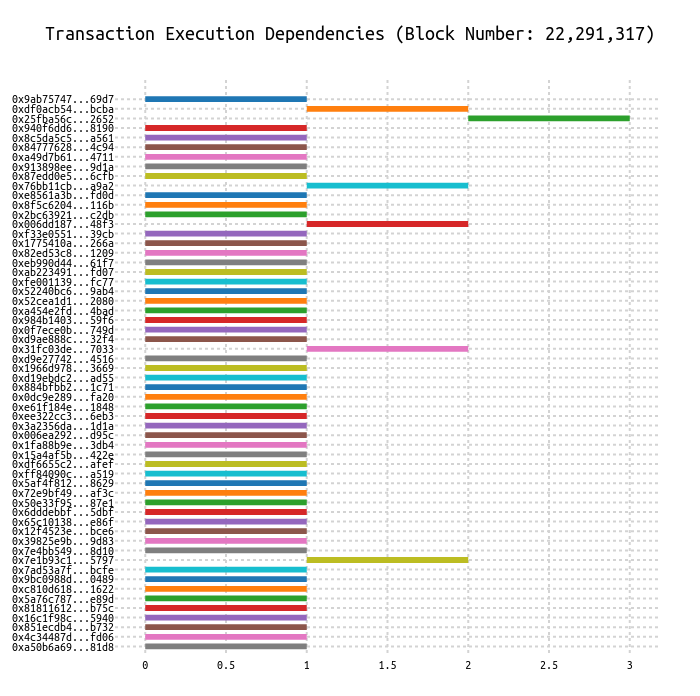 Transaction Execution Dependencies (Block Number: 22,291,317)
0x9ab75747...69d7
0xdf0acb54...bcba
0x25fba56c...2652
0x940f6dd6...8190
0x8c5da5c5...a561
0x84777628...4c94
0xa49d7b61...4711
0x913898ee...9d1a
0x87edd0e5...6cfb
0x76bb11cb...a9a2
0xe8561a3b...fd0d
0x8f5c6204...116b
0x2bc63921...c2db
0x006dd187...48f3
0xf33e0551...39cb
0x1775410a...266a
0x82ed53c8...1209
0xeb990d44...61f7
0xab223491...fd07
0xfe001139...fc77
0x52240bc6...9ab4
0x52cea1d1...2080
0xa454e2fd...4bad
0x984b1403...59f6
0x0f7ece0b...749d
0xd9ae888c...32f4
0x31fc03de...7033
0xd9e27742...4516
0x1966d978...3669
0xd19ebdc2...ad55
0x884bfbb2...1c71
0x0dc9e289...fa20
0xe61f184e...1848
0xee322cc3...6eb3
0x3a2356da...1d1a
0x006ea292...d95c
0x1fa88b9e...3db4
0x15a4af5b...422e
0xdf6655c2...afef
0xff84090c...a519
0x5af4f812...8629
0x72e9bf49...af3c
0x50e33f95...87e1
0x6dddebbf...5dbf
0x65c10138...e86f
0x12f4523e...bce6
0x39825e9b...9d83
0x7e4bb549...8d10
0x7e1b93c1...5797
0x7ad53a7f...bcfe
0x9bc0988d...0489
0xc810d618...1622
0x5a76c787...e89d
0x81811612...b75c
0x16c1f98c...5940
0x851ecdb4...b732
0x4c34487d...fd06
0xa50b6a69...81d8
0 0.5 1 1.5 2 2.5 3